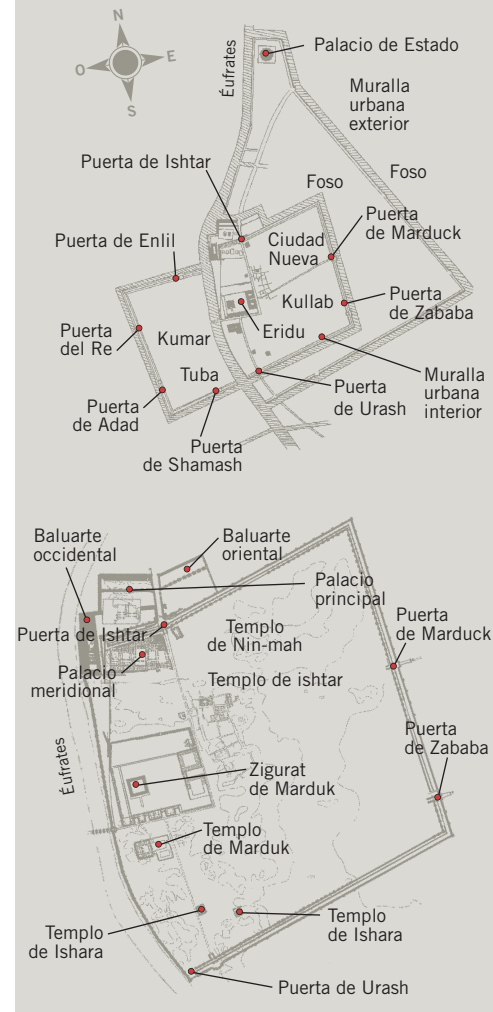 N
E
O
S
Éufrates
Palacio de Estado
Muralla
urbana
exterior
Puerta de Ishtar
Foso
Foso
Puerta de Enlil
Ciudad
Nueva
Puerta
de Marduck
Kullab
Puerta
de Zababa
Puerta
del Re
Kumar
Eridu
Tuba
Puerta
de Adad
Puerta
de Urash
Muralla
urbana
interior
Puerta
de Shamash
Baluarte
occidental
Baluarte
oriental
Palacio
principal
Puerta de Ishtar
Templo
de Nin-mah
Puerta
de Marduck
Palacio
meridional
Templo de ishtar
Éufrates
Puerta
de Zababa
Zigurat
de Marduk
Templo
de Marduk
Templo
de Ishara
Templo
de Ishara
Puerta de Urash